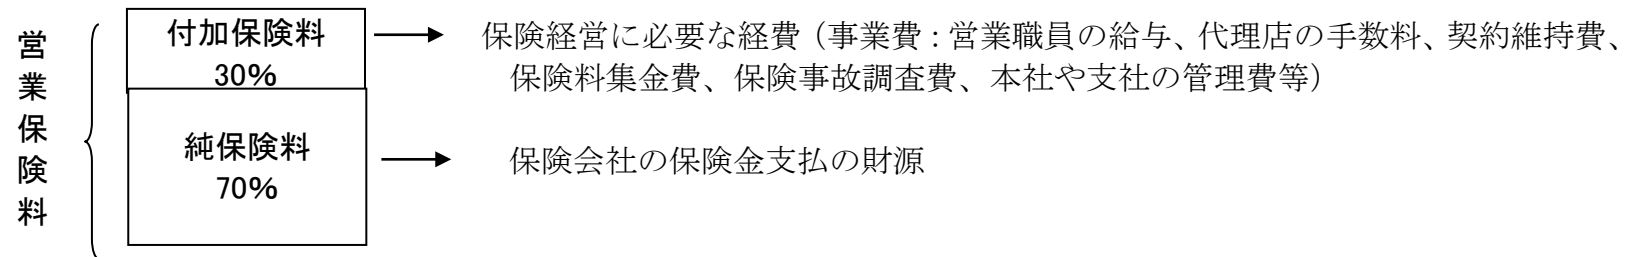 営業保険料
付加保険料
30%
保険経営に必要な経費（事業費：営業職員の給与、代理店の手数料、契約維持費、
保険料集金費、保険事故調査費、本社や支社の管理費等）
純保険料
70%
保険会社の保険金支払の財源